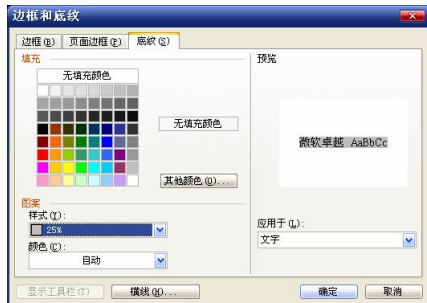 边框和底纹
边框(B) 页面边框(P) 底纹(S)
填充
无填充颜色
无填充颜色
其他颜色(O)...
图案
样式(Y):
25%
颜色(C):
自动
预览
微软卓越 AaBbCc
应用于(L):
文字
显示工具栏(T) 横线(H)... 确定 取消